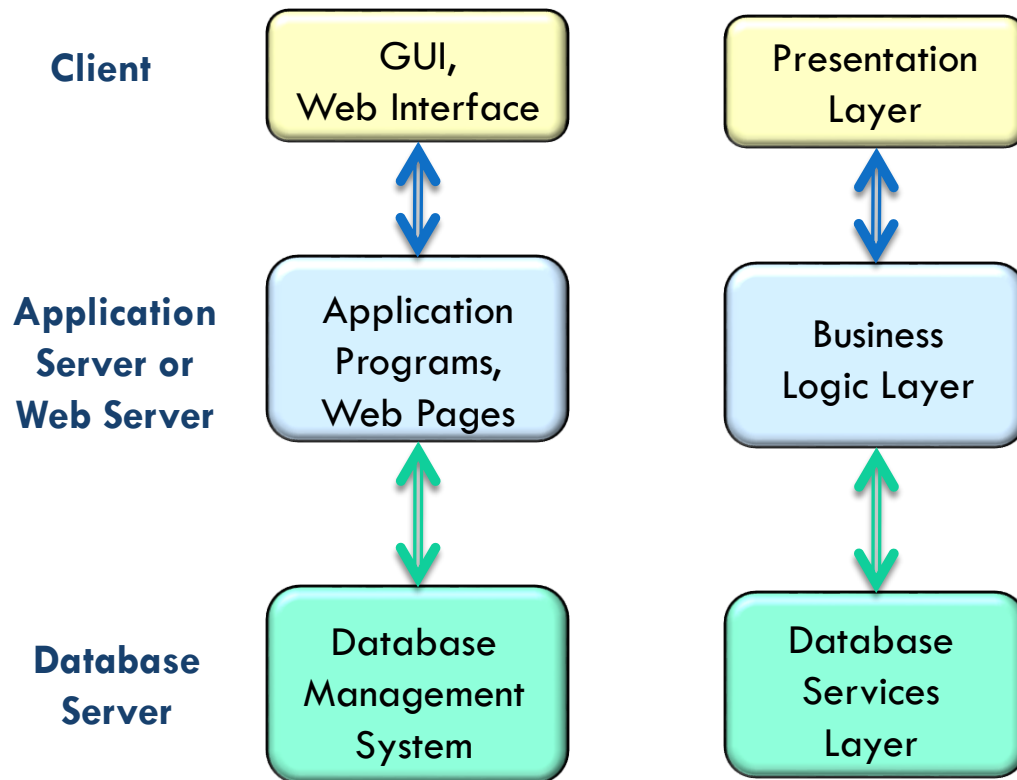 Client
GUI,
Web Interface
Presentation
Layer
Application
Server or
Web Server
Application
Programs,
Web Pages
Business
Logic Layer
Database
Server
Database
Management
System
Database
Services
Layer